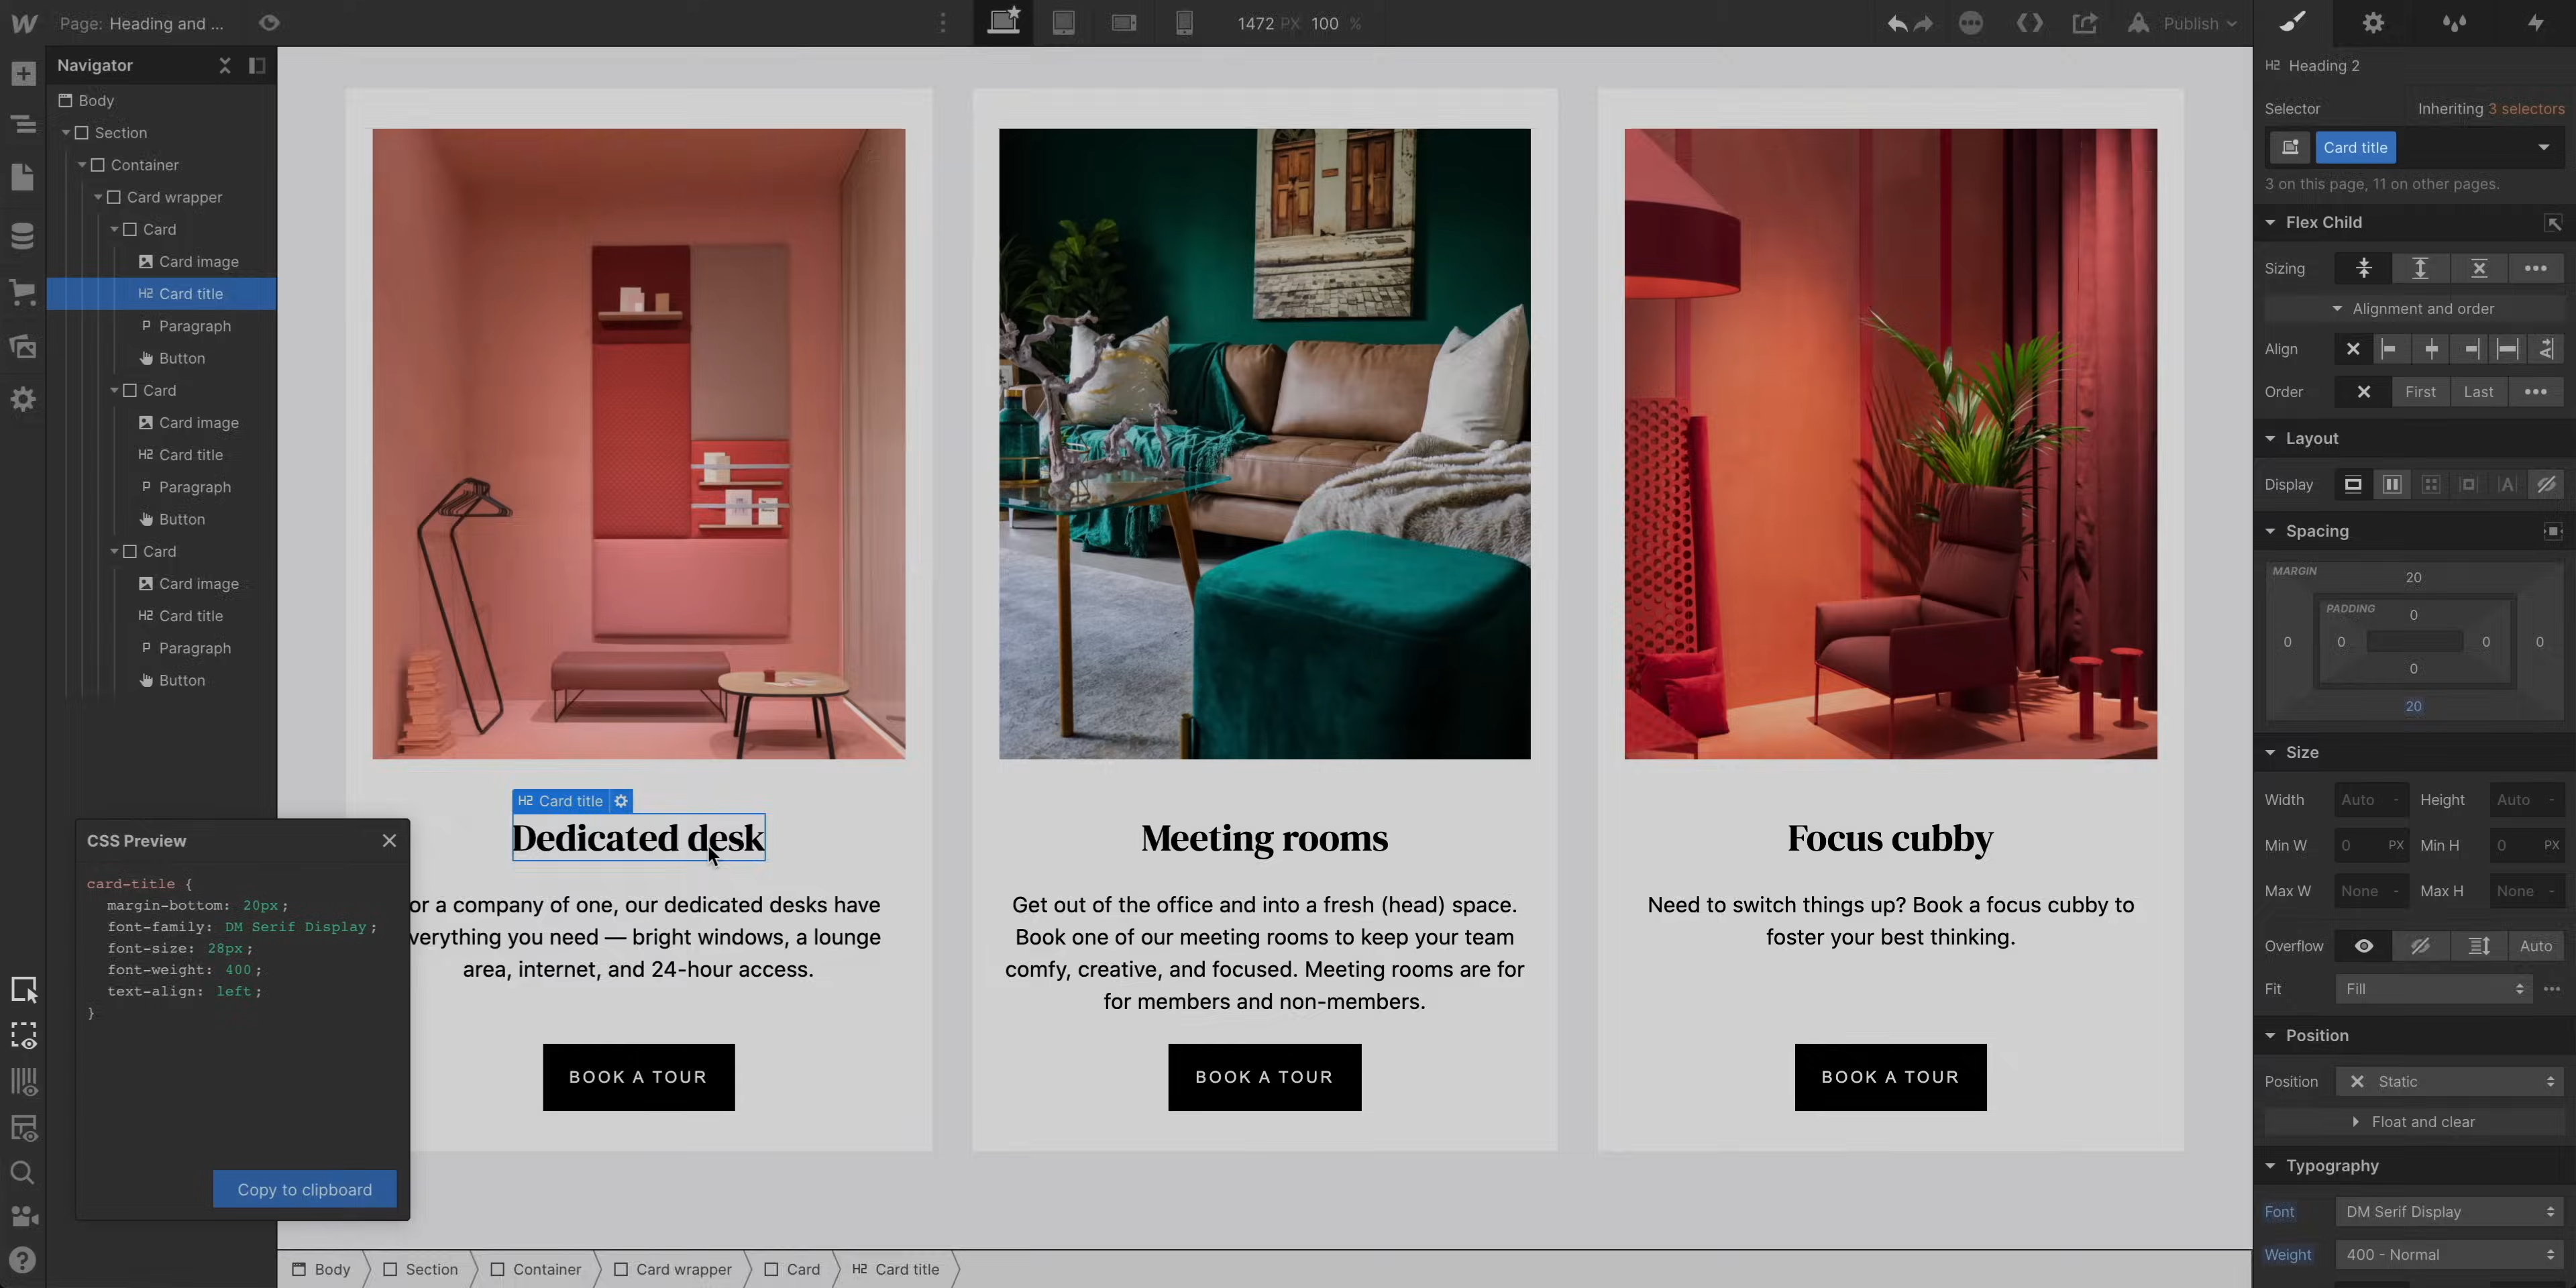 Page: Heading and ...
1472 PX 100 %
Publish
Navigator
Body
Section
Container
Card wrapper
Card
Card image
H2 Card title
P Paragraph
Button
Card
Card image
H2 Card title
P Paragraph
Button
Card
Card image
H2 Card title
P Paragraph
Button
CSS Preview
card-title {
margin-bottom: 20px;
font-family: DM Serif Display;
font-size: 28px;
font-weight: 400;
text-align: left;
}
Copy to clipboard
H2 Card title
Dedicated desk
or a company of one, our dedicated desks have
verything you need — bright windows, a lounge
area, internet, and 24-hour access.
BOOK A TOUR
Meeting rooms
Get out of the office and into a fresh (head) space.
Book one of our meeting rooms to keep your team
comfy, creative, and focused. Meeting rooms are for
for members and non-members.
BOOK A TOUR
Focus cubby
Need to switch things up? Book a focus cubby to
foster your best thinking.
BOOK A TOUR
Body
Section
Container
Card wrapper
Card
H2 Card title
H2 Heading 2
Selector Inheriting 3 selectors
Card title
3 on this page, 11 on other pages.
Flex Child
Sizing
Alignment and order
Align
Order First Last
Layout
Display
Spacing
MARGIN
20
PADDING
0
0 0 0 0
0
20
Size
Width Auto - Height Auto -
Min W 0 PX Min H 0 PX
Max W None - Max H None -
Overflow Auto
Fit Fill
Position
Position Static
Float and clear
Typography
Font DM Serif Display
Weight 400 - Normal